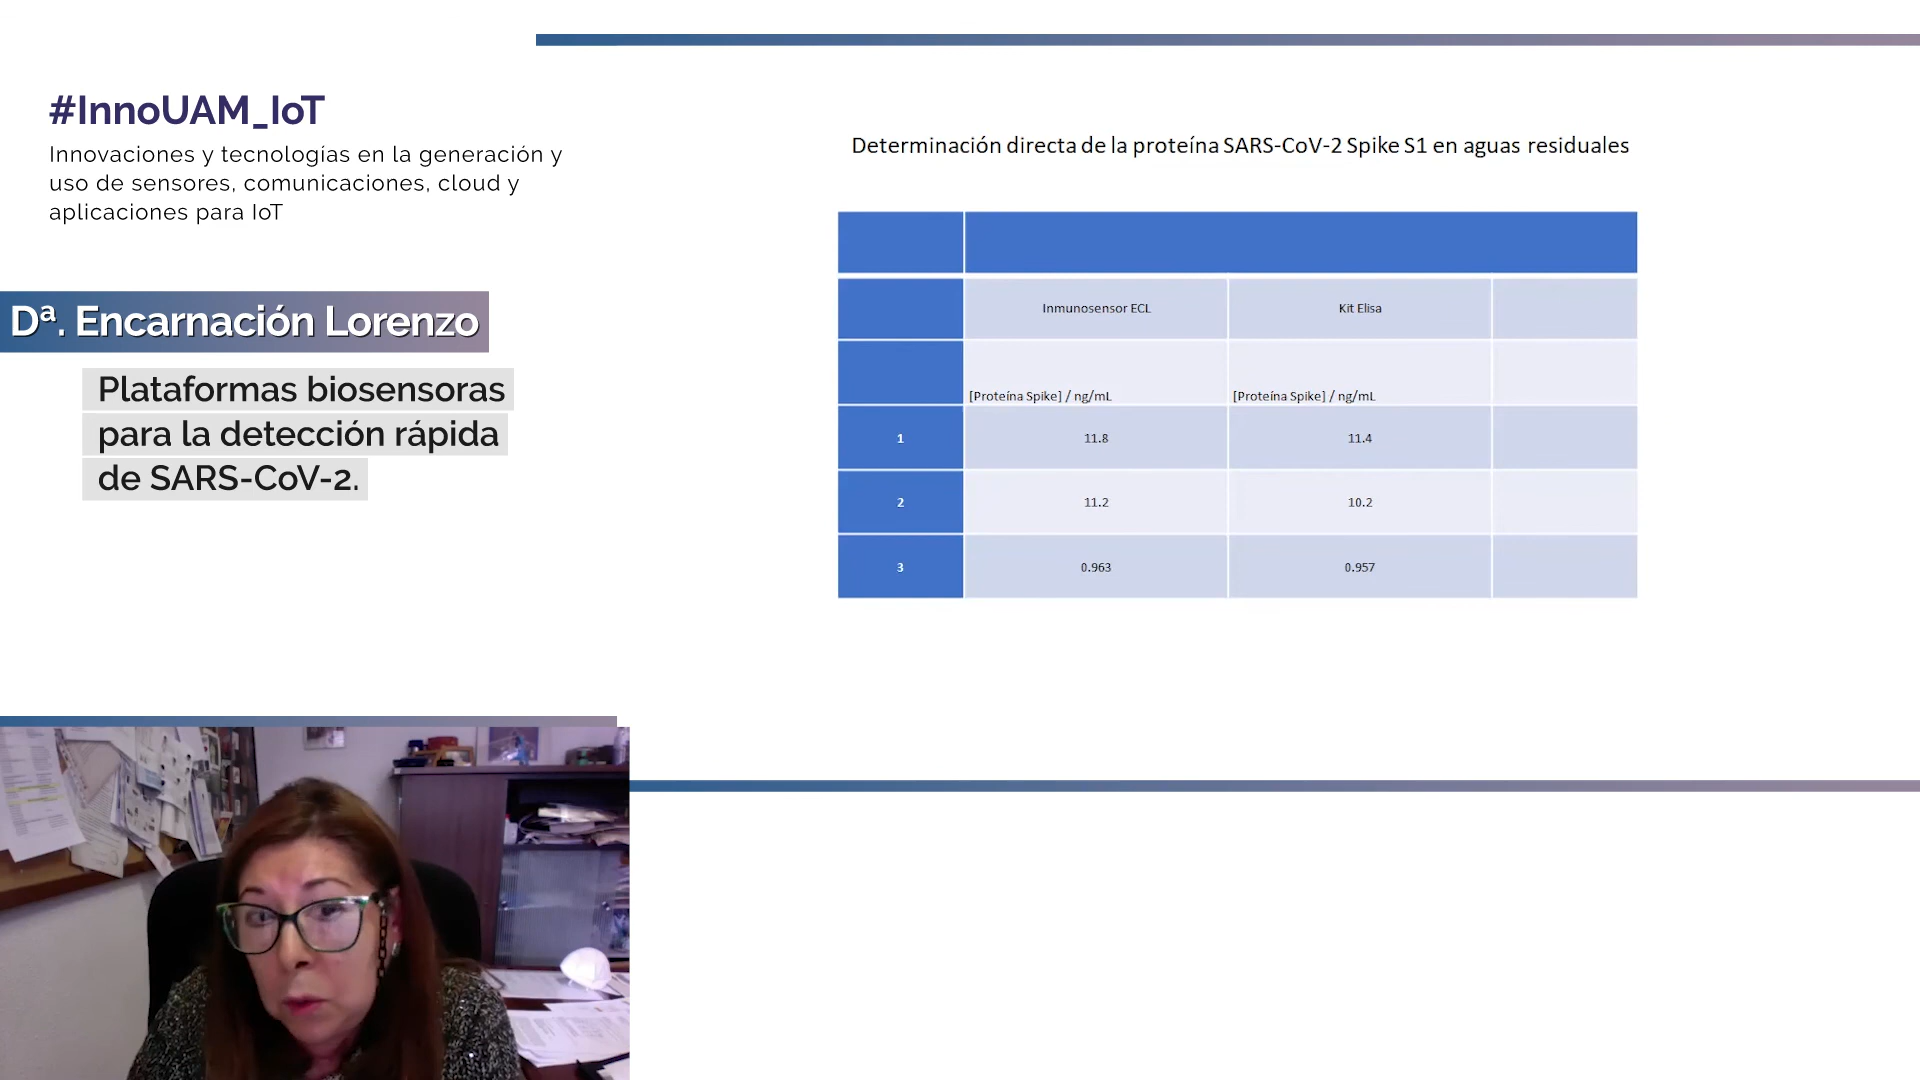 #InnoUAM_IoT
Innovaciones y tecnologías en la generación y
uso de sensores, comunicaciones, cloud y
aplicaciones para IoT
Dª. Encarnación Lorenzo
Plataformas biosensoras
para la detección rápida
de SARS-CoV-2.
Determinación directa de la proteína SARS-CoV-2 Spike S1 en aguas residuales
Inmunosensor ECL Kit Elisa
[Proteína Spike] / ng/mL [Proteína Spike] / ng/mL
1 11.8 11.4
2 11.2 10.2
3 0.963 0.957